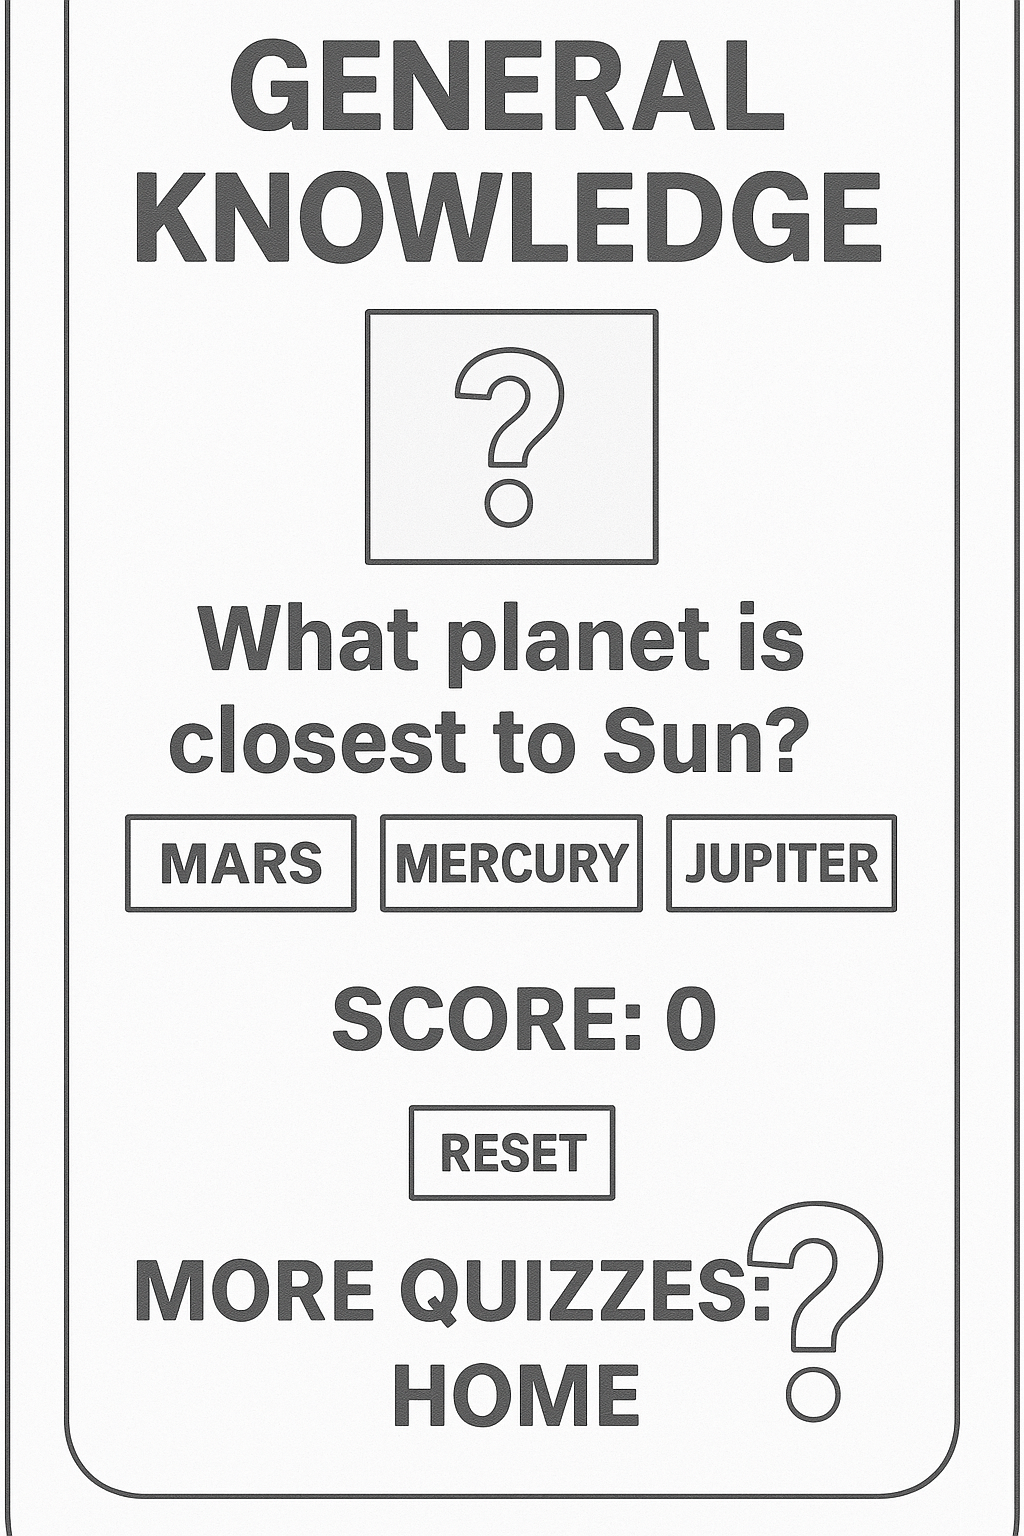 GENERAL
KNOWLEDGE
?
What planet is
closest to Sun?
MARS MERCURY JUPITER
SCORE: 0
RESET
MORE QUIZZES:?
HOME